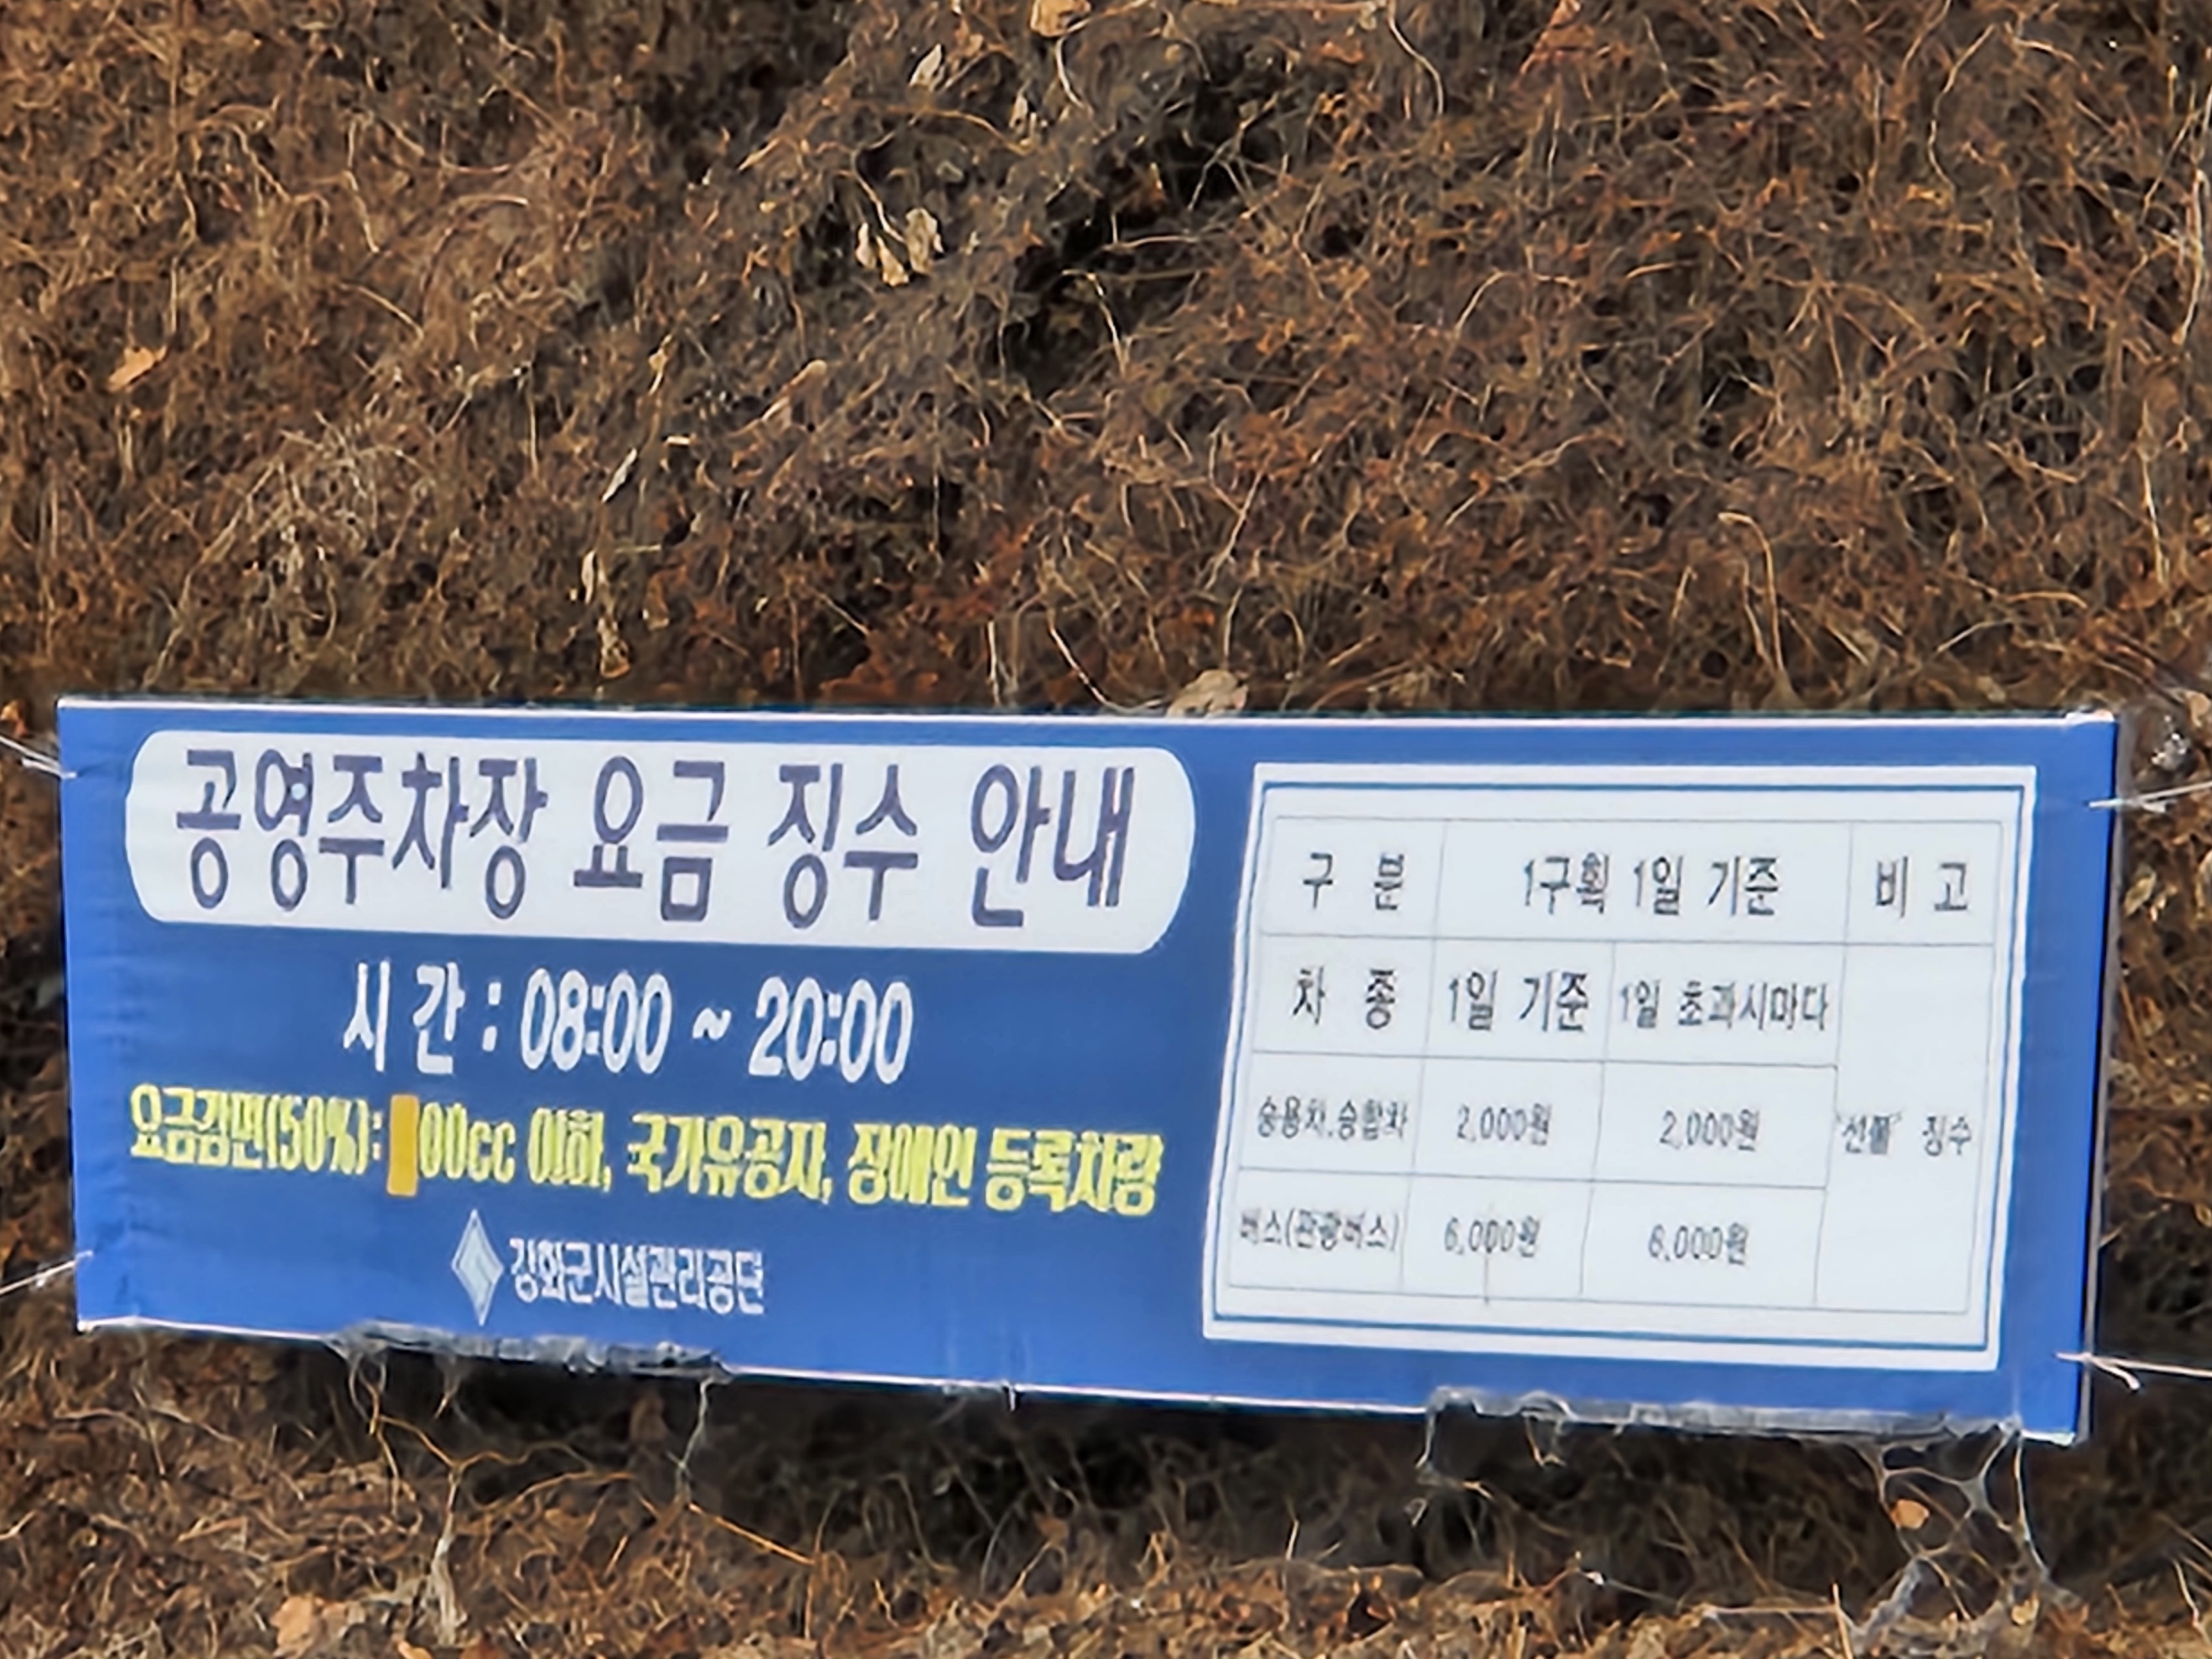 공영주차장 요금 징수 안내
시 간 : 08:00 ~ 20:00
요금감면(50%): 00cc 이하, 국가유공자, 장애인 등록차량
강화군시설관리공단
구 분 1구획 1일 기준 비 고
차 종 1일 기준 1일 초과시마다
승용차.승합차 2,000원 2,000원 "선불" 징수
버스(관광버스) 6,000원 6,000원